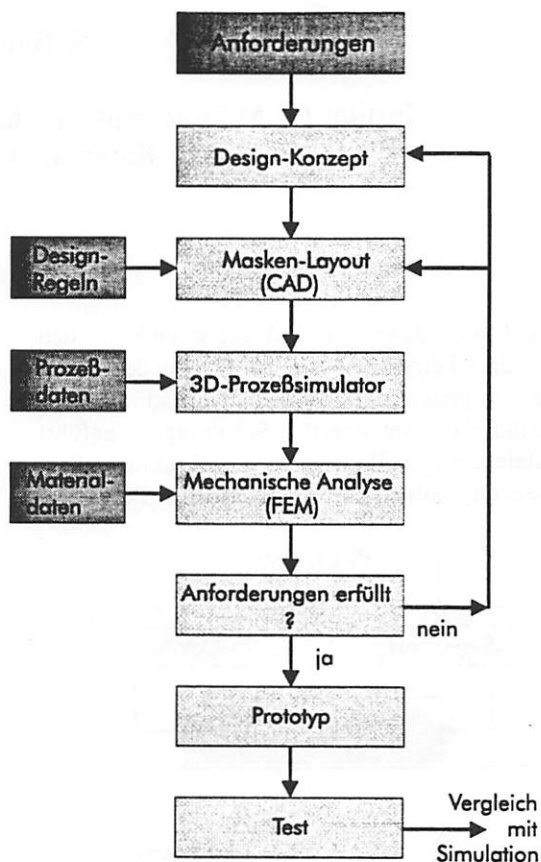 Anforderungen
Design-Konzept
Design-
Regeln
Masken-Layout
(CAD)
Prozeß-
daten
3D-Prozeßsimulator
Material-
daten
Mechanische Analyse
(FEM)
Anforderungen erfüllt
?
nein
ja
Prototyp
Test
Vergleich
mit
Simulation